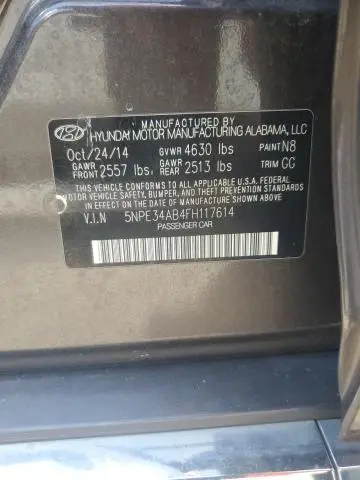 MANUFACTURED BY
HYUNDAI MOTOR MANUFACTURING ALABAMA, LLC
Oct/24/14 GVWR 4630 lbs PAINT N8
GAWR FRONT 2557 lbs GAWR REAR 2513 lbs TRIM GG
THIS VEHICLE CONFORMS TO ALL APPLICABLE U.S.A. FEDERAL
MOTOR VEHICLE SAFETY, BUMPER, AND THEFT PREVENTION STANDARDS
IN EFFECT ON THE DATE OF MANUFACTURE SHOWN ABOVE.
V.I.N 5NPE34AB4FH117614
PASSENGER CAR